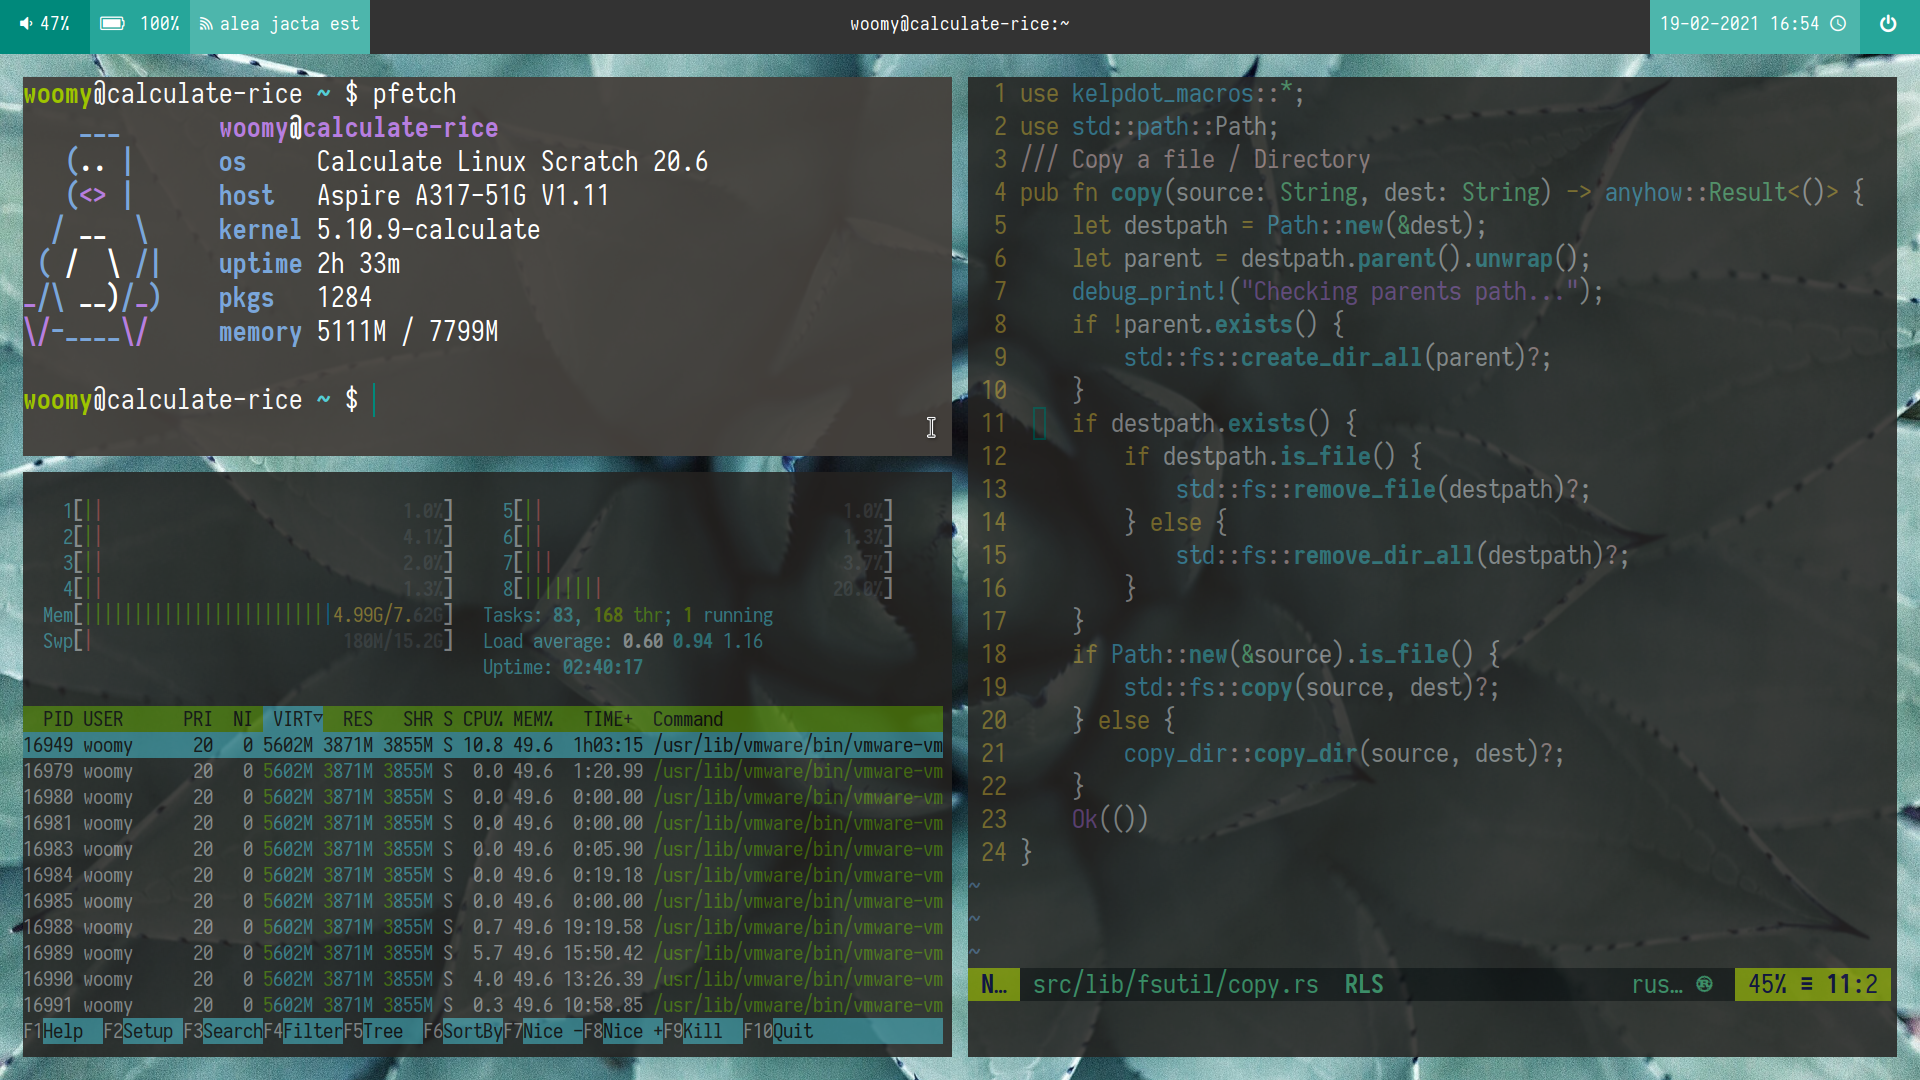 47% 100% alea jacta est woomy@calculate-rice:~ 19-02-2021 16:54
woomy@calculate-rice ~ $ pfetch
woomy@calculate-rice
os Calculate Linux Scratch 20.6
host Aspire A317-51G V1.11
kernel 5.10.9-calculate
uptime 2h 33m
pkgs 1284
memory 5111M / 7799M
woomy@calculate-rice ~ $
1[|| 1.0%] 5[|| 1.0%]
2[|| 4.1%] 6[|| 1.3%]
3[|| 2.0%] 7[||| 3.7%]
4[|| 1.3%] 8[|||||||| 20.0%]
Mem[|||||||||||||||||||||||||4.99G/7.62G] Tasks: 83, 168 thr; 1 running
Swp[| 180M/15.2G] Load average: 0.60 0.94 1.16
Uptime: 02:40:17
PID USER PRI NI VIRT▽ RES SHR S CPU% MEM% TIME+ Command
16949 woomy 20 0 5602M 3871M 3855M S 10.8 49.6 1h03:15 /usr/lib/vmware/bin/vmware-vm
16979 woomy 20 0 5602M 3871M 3855M S 0.0 49.6 1:20.99 /usr/lib/vmware/bin/vmware-vm
16980 woomy 20 0 5602M 3871M 3855M S 0.0 49.6 0:00.00 /usr/lib/vmware/bin/vmware-vm
16981 woomy 20 0 5602M 3871M 3855M S 0.0 49.6 0:00.00 /usr/lib/vmware/bin/vmware-vm
16983 woomy 20 0 5602M 3871M 3855M S 0.0 49.6 0:05.90 /usr/lib/vmware/bin/vmware-vm
16984 woomy 20 0 5602M 3871M 3855M S 0.0 49.6 0:19.18 /usr/lib/vmware/bin/vmware-vm
16985 woomy 20 0 5602M 3871M 3855M S 0.0 49.6 0:00.00 /usr/lib/vmware/bin/vmware-vm
16988 woomy 20 0 5602M 3871M 3855M S 0.7 49.6 19:19.58 /usr/lib/vmware/bin/vmware-vm
16989 woomy 20 0 5602M 3871M 3855M S 5.7 49.6 15:50.42 /usr/lib/vmware/bin/vmware-vm
16990 woomy 20 0 5602M 3871M 3855M S 4.0 49.6 13:26.39 /usr/lib/vmware/bin/vmware-vm
16991 woomy 20 0 5602M 3871M 3855M S 0.3 49.6 10:58.85 /usr/lib/vmware/bin/vmware-vm
F1Help F2Setup F3Search F4Filter F5Tree F6SortBy F7Nice - F8Nice + F9Kill F10Quit
1 use kelpdot_macros::*;
2 use std::path::Path;
3 /// Copy a file / Directory
4 pub fn copy(source: String, dest: String) -> anyhow::Result<()> {
5     let destpath = Path::new(&dest);
6     let parent = destpath.parent().unwrap();
7     debug_print!("Checking parents path...");
8     if !parent.exists() {
9         std::fs::create_dir_all(parent)?;
10     }
11     if destpath.exists() {
12         if destpath.is_file() {
13             std::fs::remove_file(destpath)?;
14         } else {
15             std::fs::remove_dir_all(destpath)?;
16         }
17     }
18     if Path::new(&source).is_file() {
19         std::fs::copy(source, dest)?;
20     } else {
21         copy_dir::copy_dir(source, dest)?;
22     }
23     Ok(())
24 }
~
~
~
N… src/lib/fsutil/copy.rs RLS rus… 45% ≡ 11:2